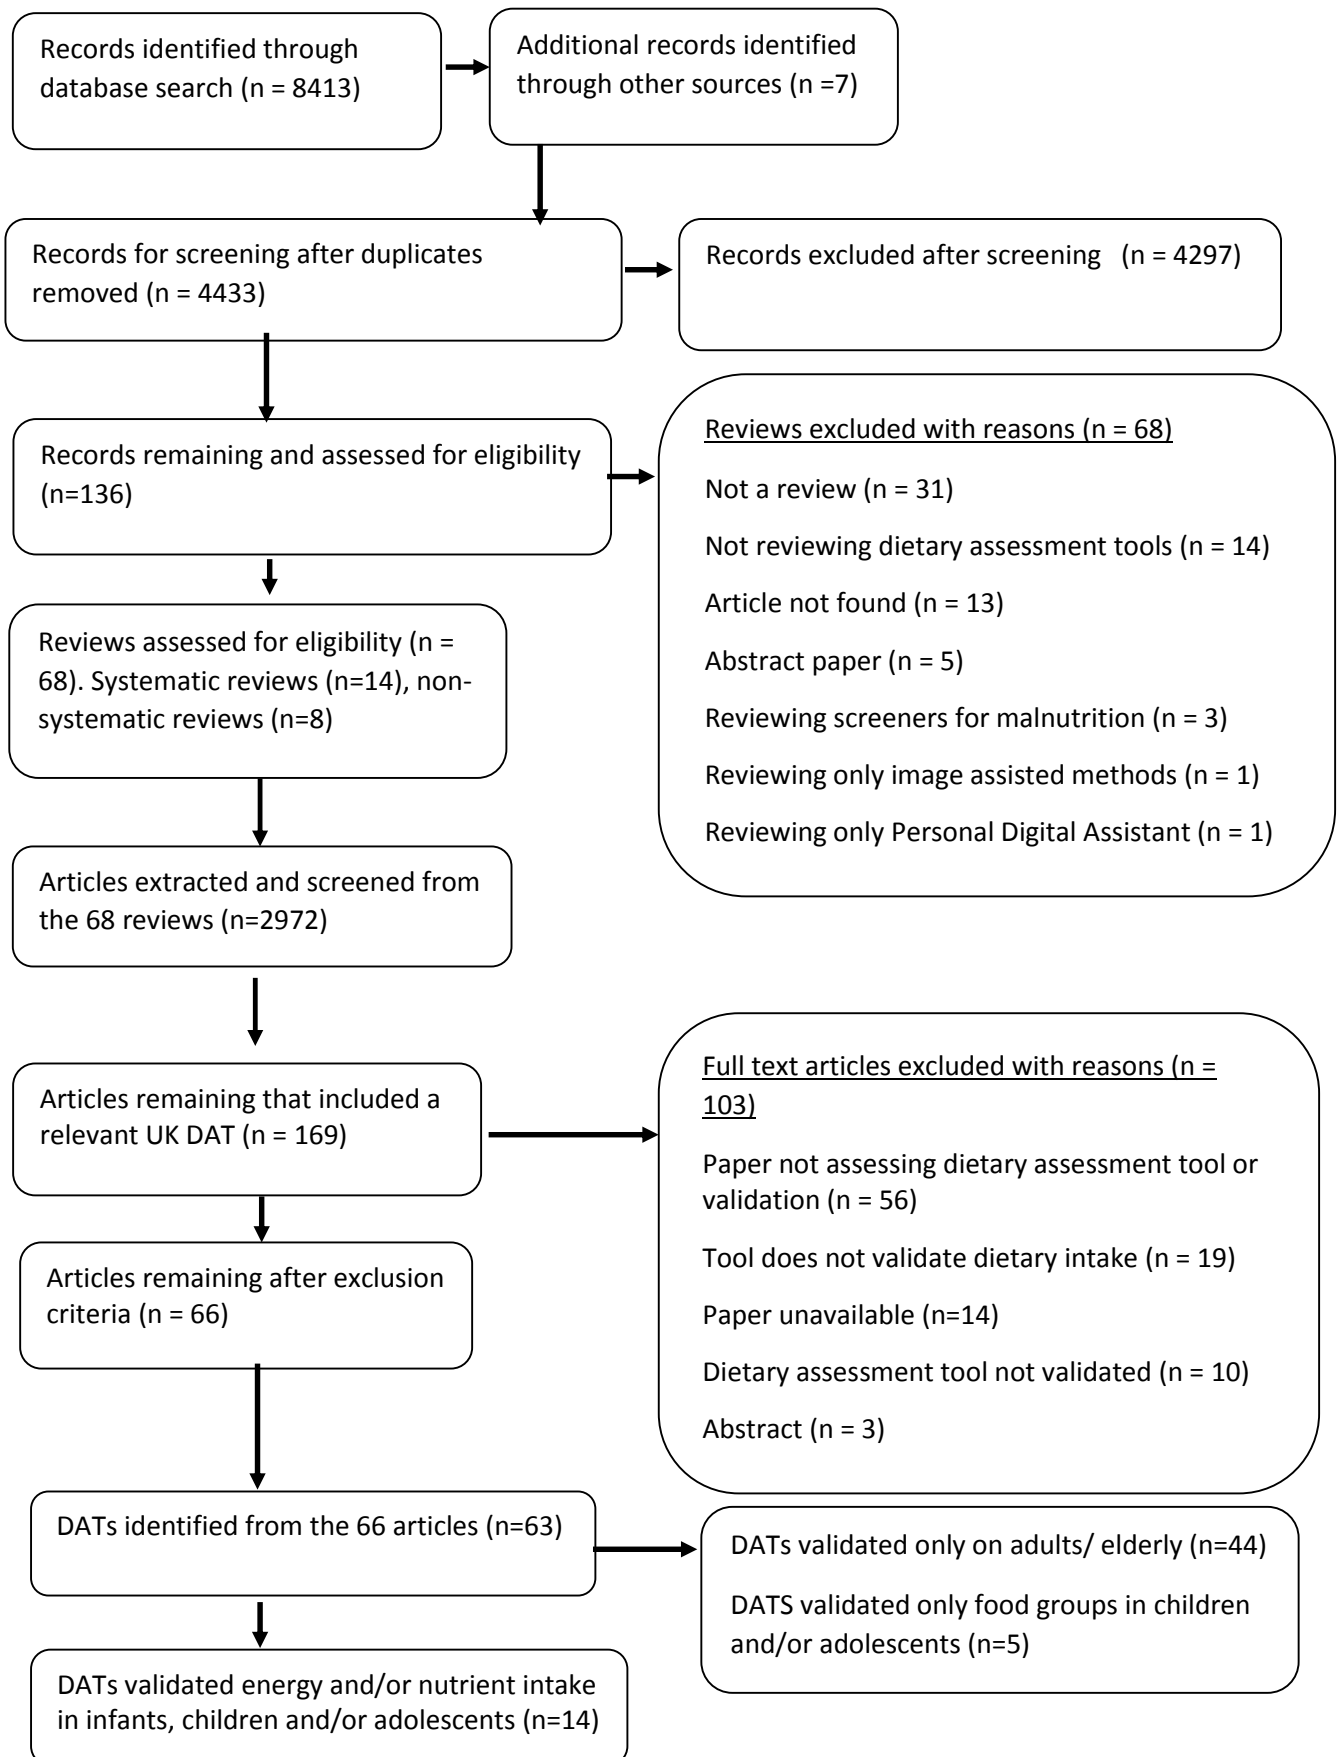 Records identified through
database search (n = 8413)
Additional records identified
through other sources (n =7)
Records for screening after duplicates
removed (n = 4433)
Records excluded after screening   (n = 4297)
Records remaining and assessed for eligibility
(n=136)
Reviews excluded with reasons (n = 68)
Not a review (n = 31)
Not reviewing dietary assessment tools (n = 14)
Article not found (n = 13)
Abstract paper (n = 5)
Reviewing screeners for malnutrition (n = 3)
Reviewing only image assisted methods (n = 1)
Reviewing only Personal Digital Assistant (n = 1)
Reviews assessed for eligibility (n =
68). Systematic reviews (n=14), non-
systematic reviews (n=8)
Articles extracted and screened from
the 68 reviews (n=2972)
Articles remaining that included a
relevant UK DAT (n = 169)
Full text articles excluded with reasons (n =
103)
Paper not assessing dietary assessment tool or
validation (n = 56)
Tool does not validate dietary intake (n = 19)
Paper unavailable (n=14)
Dietary assessment tool not validated (n = 10)
Abstract (n = 3)
Articles remaining after exclusion
criteria (n = 66)
DATs identified from the 66 articles (n=63)
DATs validated only on adults/ elderly (n=44)
DATS validated only food groups in children
and/or adolescents (n=5)
DATs validated energy and/or nutrient intake
in infants, children and/or adolescents (n=14)